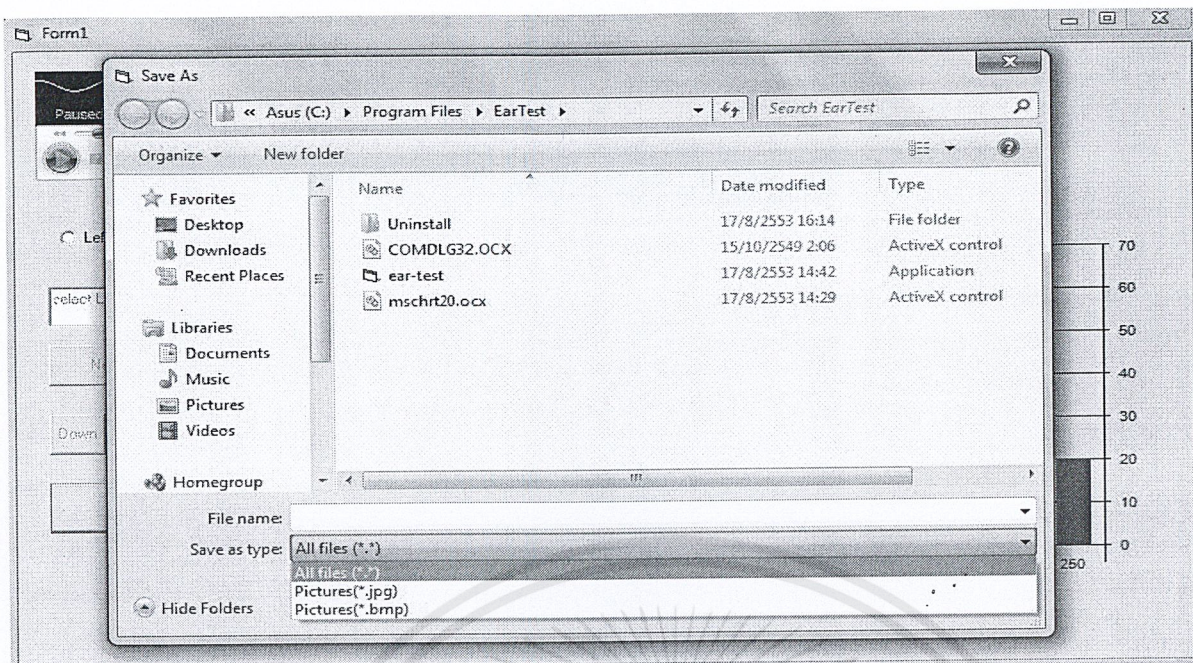 Form1
Save As
Paused
« Asus (C:) ▸ Program Files ▸ EarTest ▸
Search EarTest
Organize
New folder
Favorites
Desktop
Downloads
Recent Places
Libraries
Documents
Music
Pictures
Videos
Homegroup
Name Date modified Type
Uninstall 17/8/2553 16:14 File folder
COMDLG32.OCX 15/10/2549 2:06 ActiveX control
ear-test 17/8/2553 14:42 Application
mschrt20.ocx 17/8/2553 14:29 ActiveX control
Down
70
60
50
40
30
20
10
0
250
File name:
Save as type: All files (*.*)
All files (*.*)
Pictures(*.jpg)
Pictures(*.bmp)
Hide Folders